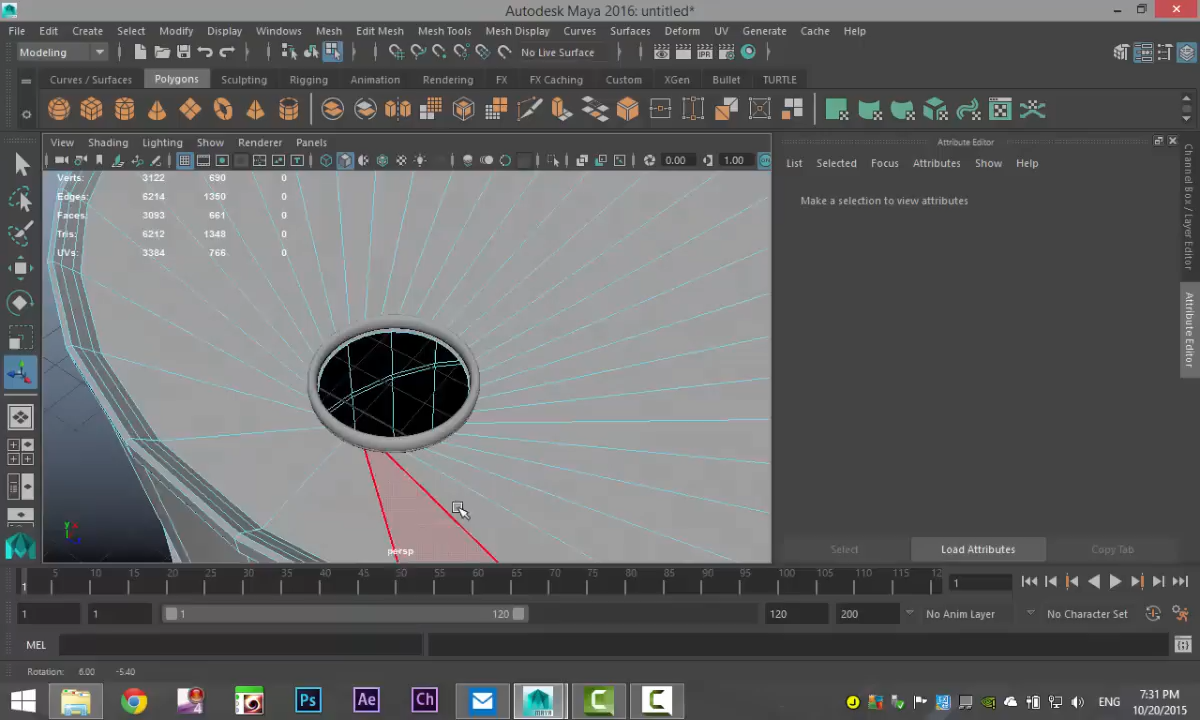 Autodesk Maya 2016: untitled*
File Edit Create Select Modify Display Windows Mesh Edit Mesh Mesh Tools Mesh Display Curves Surfaces Deform UV Generate Cache Help
Modeling No Live Surface
Curves / Surfaces Polygons Sculpting Rigging Animation Rendering FX FX Caching Custom XGen Bullet TURTLE
View Shading Lighting Show Renderer Panels
Attribute Editor
0.00 1.00
List Selected Focus Attributes Show Help
Verts: 3122 690 0
Edges: 6214 1350 0
Faces: 3093 661 0
Tris: 6212 1348 0
UVs: 3384 766 0
Make a selection to view attributes
Channel Box / Layer Editor
Attribute Editor
persp
Select Load Attributes Copy Tab
5 10 15 20 25 30 35 40 45 50 55 60 65 70 75 80 85 90 95 100 105 110 115 12
1 1
1 1 1 120 120 200 No Anim Layer No Character Set
MEL
Rotation: 6.00 -5.40
4 Ps Ae Ch MAYA C C ENG
7:31 PM
10/20/2015